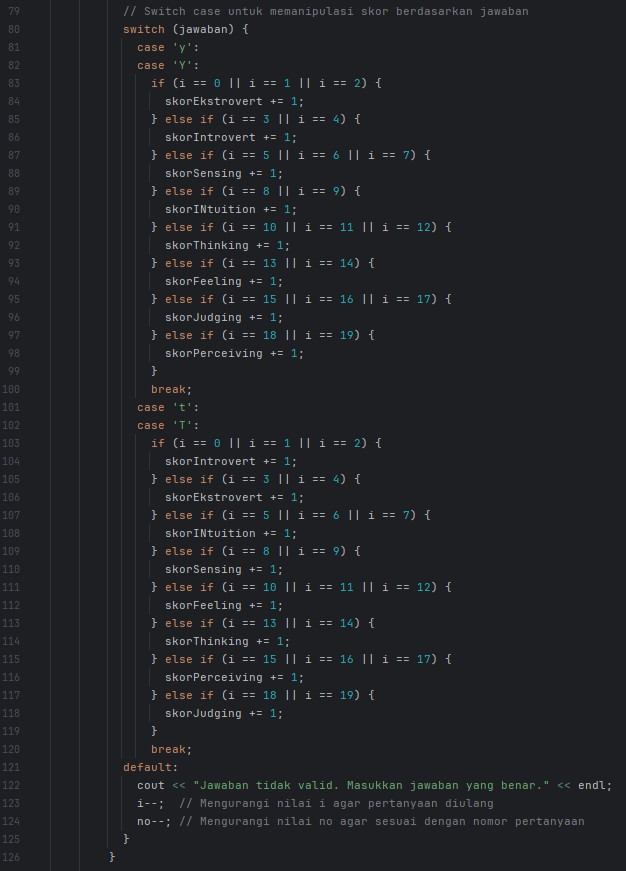 79 // Switch case untuk memanipulasi skor berdasarkan jawaban
80 switch (jawaban) {
81 case 'y':
82 case 'Y':
83 if (i == 0 || i == 1 || i == 2) {
84 skorEkstrovert += 1;
85 } else if (i == 3 || i == 4) {
86 skorIntrovert += 1;
87 } else if (i == 5 || i == 6 || i == 7) {
88 skorSensing += 1;
89 } else if (i == 8 || i == 9) {
90 skorINtuition += 1;
91 } else if (i == 10 || i == 11 || i == 12) {
92 skorThinking += 1;
93 } else if (i == 13 || i == 14) {
94 skorFeeling += 1;
95 } else if (i == 15 || i == 16 || i == 17) {
96 skorJudging += 1;
97 } else if (i == 18 || i == 19) {
98 skorPerceiving += 1;
99 }
100 break;
101 case 't':
102 case 'T':
103 if (i == 0 || i == 1 || i == 2) {
104 skorIntrovert += 1;
105 } else if (i == 3 || i == 4) {
106 skorEkstrovert += 1;
107 } else if (i == 5 || i == 6 || i == 7) {
108 skorINtuition += 1;
109 } else if (i == 8 || i == 9) {
110 skorSensing += 1;
111 } else if (i == 10 || i == 11 || i == 12) {
112 skorFeeling += 1;
113 } else if (i == 13 || i == 14) {
114 skorThinking += 1;
115 } else if (i == 15 || i == 16 || i == 17) {
116 skorPerceiving += 1;
117 } else if (i == 18 || i == 19) {
118 skorJudging += 1;
119 }
120 break;
121 default:
122 cout << "Jawaban tidak valid. Masukkan jawaban yang benar." << endl;
123 i--; // Mengurangi nilai i agar pertanyaan diulang
124 no--; // Mengurangi nilai no agar sesuai dengan nomor pertanyaan
125 }
126 }